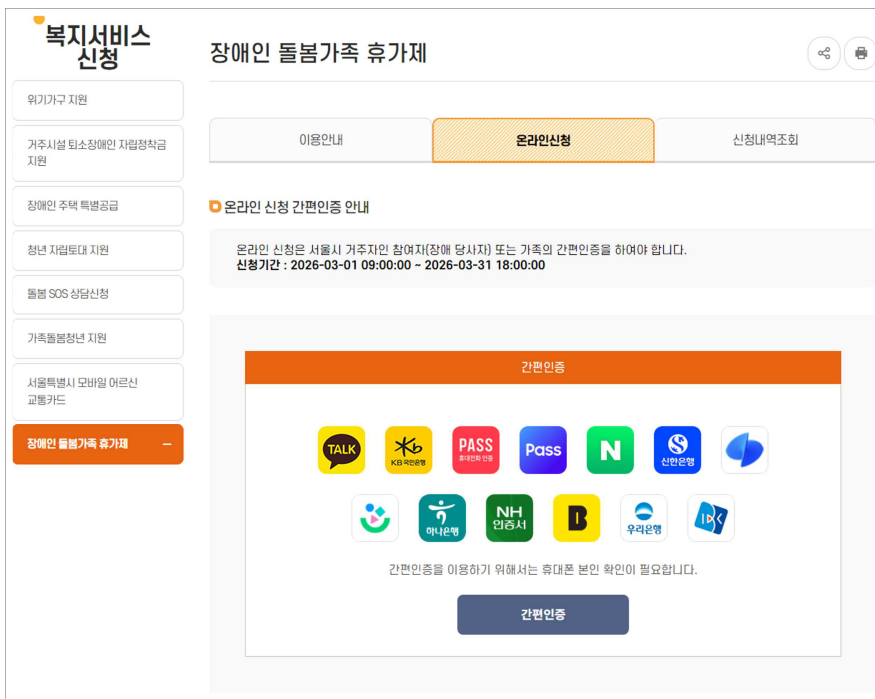 복지서비스
신청
위기가구 지원
거주시설 퇴소장애인 자립정착금
지원
장애인 주택 특별공급
청년 자립토대 지원
돌봄 SOS 상담신청
가족돌봄청년 지원
서울특별시 모바일 어르신
교통카드
장애인 돌봄가족 휴가제
장애인 돌봄가족 휴가제
이용안내
온라인신청
신청내역조회
온라인 신청 간편인증 안내
온라인 신청은 서울시 거주자인 참여자(장애 당사자) 또는 가족의 간편인증을 하여야 합니다.
신청기간 : 2026-03-01 09:00:00 ~ 2026-03-31 18:00:00
간편인증
TALK
KB국민은행
PASS
휴대전화 인증
Pass
N
S
신한은행
하나은행
NH
인증서
B
우리은행
IBK
간편인증을 이용하기 위해서는 휴대폰 본인 확인이 필요합니다.
간편인증